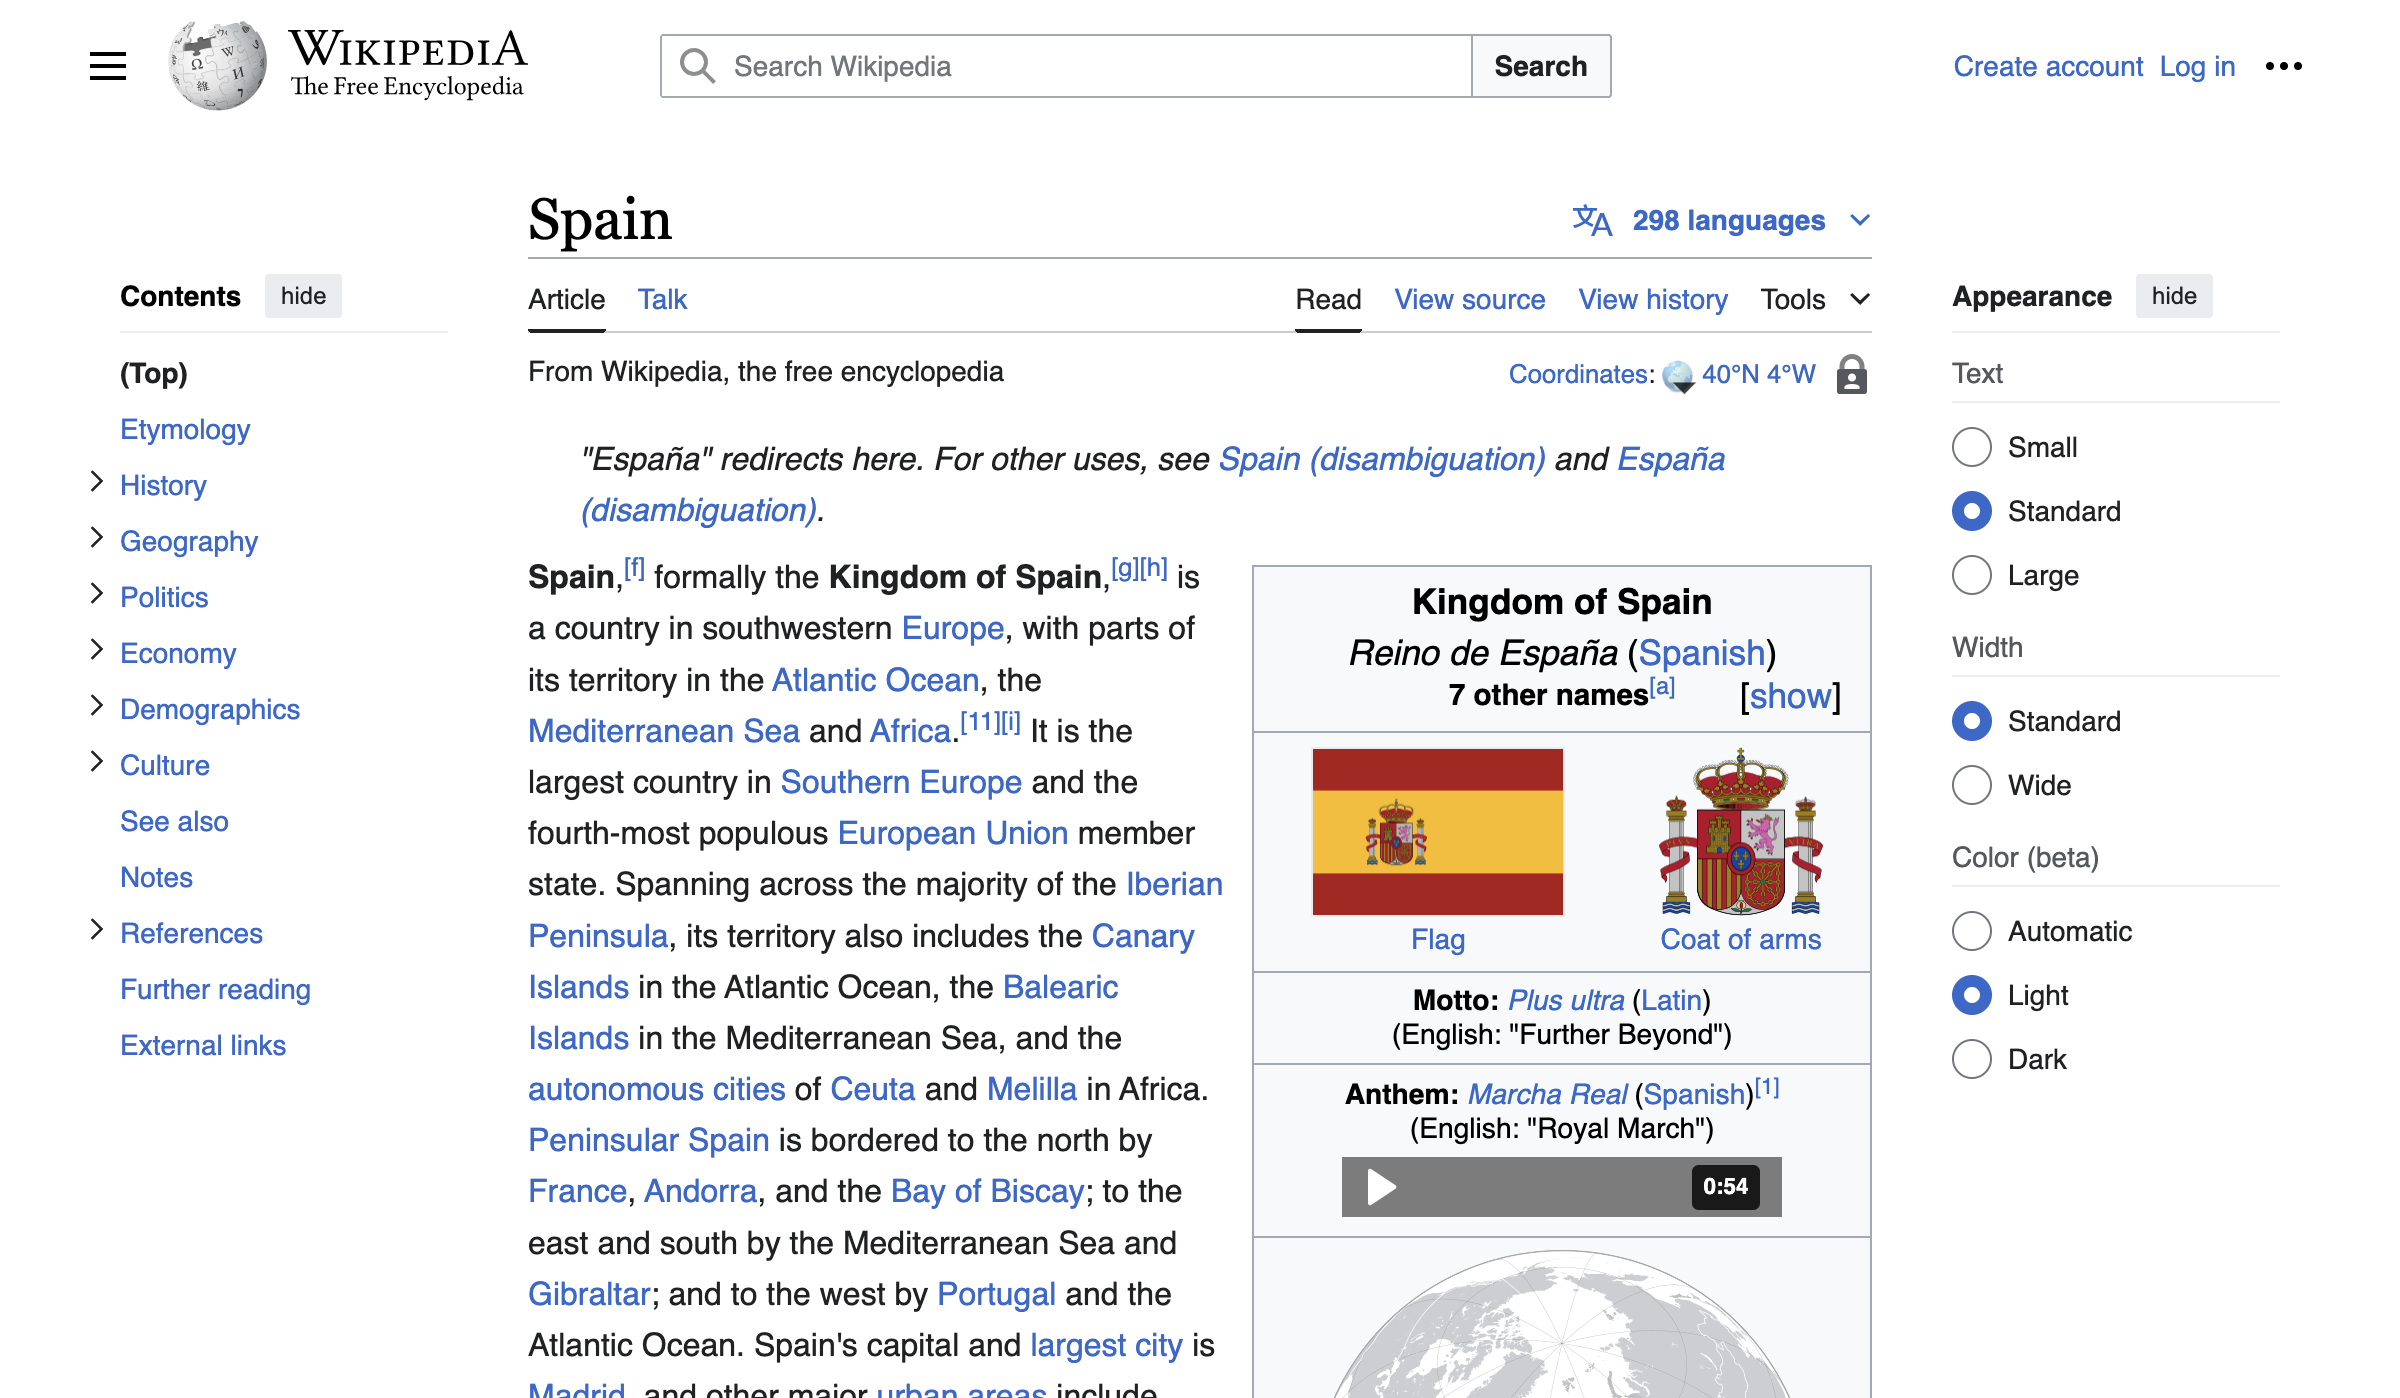 WIKIPEDIA
The Free Encyclopedia
Search Wikipedia
Search
Create account Log in
Spain
298 languages
Contents hide
(Top)
Etymology
History
Geography
Politics
Economy
Demographics
Culture
See also
Notes
References
Further reading
External links
Article Talk
Read View source View history Tools
From Wikipedia, the free encyclopedia
Coordinates: 40°N 4°W
"España" redirects here. For other uses, see Spain (disambiguation) and España
(disambiguation).
Spain,[f] formally the Kingdom of Spain,[g][h] is
a country in southwestern Europe, with parts of
its territory in the Atlantic Ocean, the
Mediterranean Sea and Africa.[11][i] It is the
largest country in Southern Europe and the
fourth-most populous European Union member
state. Spanning across the majority of the Iberian
Peninsula, its territory also includes the Canary
Islands in the Atlantic Ocean, the Balearic
Islands in the Mediterranean Sea, and the
autonomous cities of Ceuta and Melilla in Africa.
Peninsular Spain is bordered to the north by
France, Andorra, and the Bay of Biscay; to the
east and south by the Mediterranean Sea and
Gibraltar; and to the west by Portugal and the
Atlantic Ocean. Spain's capital and largest city is
Madrid, and other major urban areas include
Kingdom of Spain
Reino de España (Spanish)
7 other names[a] [show]
Flag
Coat of arms
Motto: Plus ultra (Latin)
(English: "Further Beyond")
Anthem: Marcha Real (Spanish)[1]
(English: "Royal March")
0:54
Appearance hide
Text
Small
Standard
Large
Width
Standard
Wide
Color (beta)
Automatic
Light
Dark